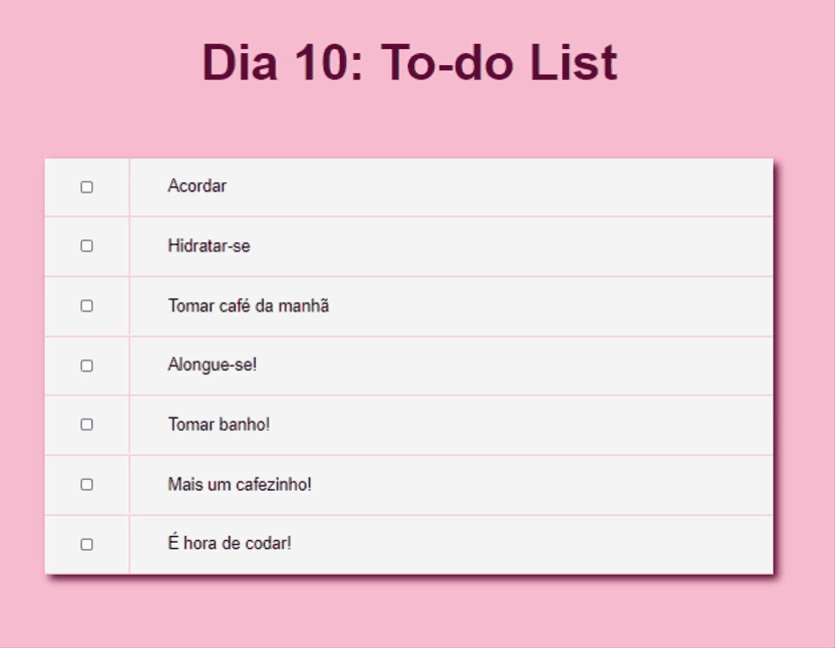 Dia 10: To-do List
Acordar
Hidratar-se
Tomar café da manhã
Alongue-se!
Tomar banho!
Mais um cafezinho!
É hora de codar!